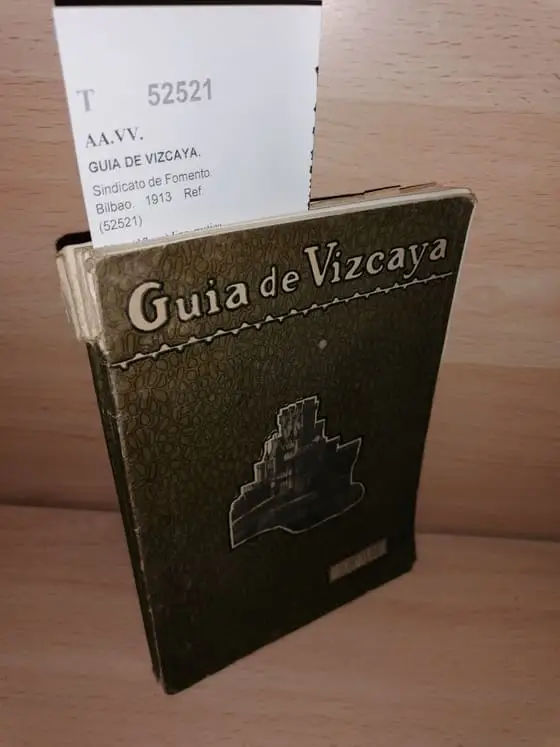 T 52521
AA.VV.
GUIA DE VIZCAYA.
Sindicato de Fomento.
Bilbao. 1913 Ref.
(52521)
Guia de Vizcaya